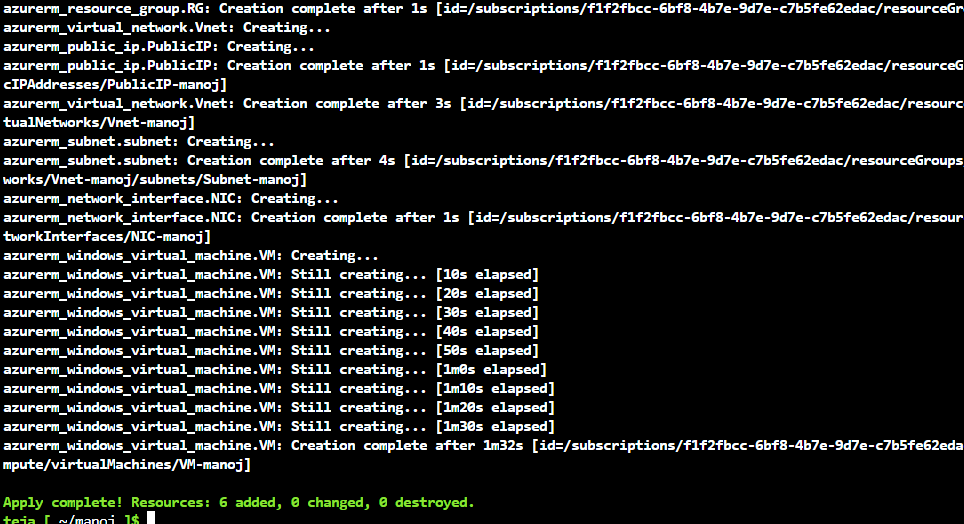 azurerm_resource_group.RG: Creation complete after 1s [id=/subscriptions/f1f2fbcc-6bf8-4b7e-9d7e-c7b5fe62edac/resourceGr
azurerm_virtual_network.Vnet: Creating...
azurerm_public_ip.PublicIP: Creating...
azurerm_public_ip.PublicIP: Creation complete after 1s [id=/subscriptions/f1f2fbcc-6bf8-4b7e-9d7e-c7b5fe62edac/resourceG
cIPAddresses/PublicIP-manoj]
azurerm_virtual_network.Vnet: Creation complete after 3s [id=/subscriptions/f1f2fbcc-6bf8-4b7e-9d7e-c7b5fe62edac/resourc
tualNetworks/Vnet-manoj]
azurerm_subnet.subnet: Creating...
azurerm_subnet.subnet: Creation complete after 4s [id=/subscriptions/f1f2fbcc-6bf8-4b7e-9d7e-c7b5fe62edac/resourceGroups
works/Vnet-manoj/subnets/Subnet-manoj]
azurerm_network_interface.NIC: Creating...
azurerm_network_interface.NIC: Creation complete after 1s [id=/subscriptions/f1f2fbcc-6bf8-4b7e-9d7e-c7b5fe62edac/resour
tworkInterfaces/NIC-manoj]
azurerm_windows_virtual_machine.VM: Creating...
azurerm_windows_virtual_machine.VM: Still creating... [10s elapsed]
azurerm_windows_virtual_machine.VM: Still creating... [20s elapsed]
azurerm_windows_virtual_machine.VM: Still creating... [30s elapsed]
azurerm_windows_virtual_machine.VM: Still creating... [40s elapsed]
azurerm_windows_virtual_machine.VM: Still creating... [50s elapsed]
azurerm_windows_virtual_machine.VM: Still creating... [1m0s elapsed]
azurerm_windows_virtual_machine.VM: Still creating... [1m10s elapsed]
azurerm_windows_virtual_machine.VM: Still creating... [1m20s elapsed]
azurerm_windows_virtual_machine.VM: Still creating... [1m30s elapsed]
azurerm_windows_virtual_machine.VM: Creation complete after 1m32s [id=/subscriptions/f1f2fbcc-6bf8-4b7e-9d7e-c7b5fe62eda
mpute/virtualMachines/VM-manoj]
Apply complete! Resources: 6 added, 0 changed, 0 destroyed.
teja [ ~/manoj ]$